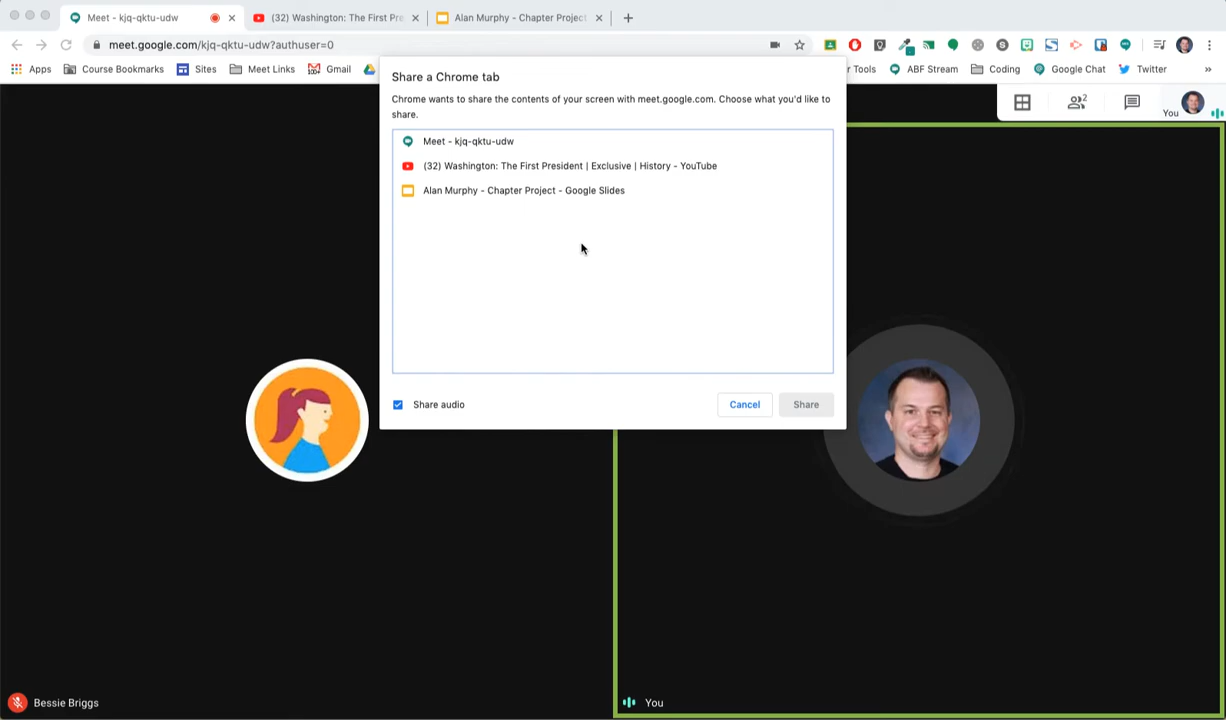 Meet - kjq-qktu-udw
(32) Washington: The First Pre
Alan Murphy - Chapter Project
meet.google.com/kjq-qktu-udw?authuser=0
Apps
Course Bookmarks
Sites
Meet Links
Gmail
r Tools
ABF Stream
Coding
Google Chat
Twitter
»
2
You
Share a Chrome tab
Chrome wants to share the contents of your screen with meet.google.com. Choose what you'd like to
share.
Meet - kjq-qktu-udw
(32) Washington: The First President | Exclusive | History - YouTube
Alan Murphy - Chapter Project - Google Slides
Share audio
Cancel
Share
Bessie Briggs
You